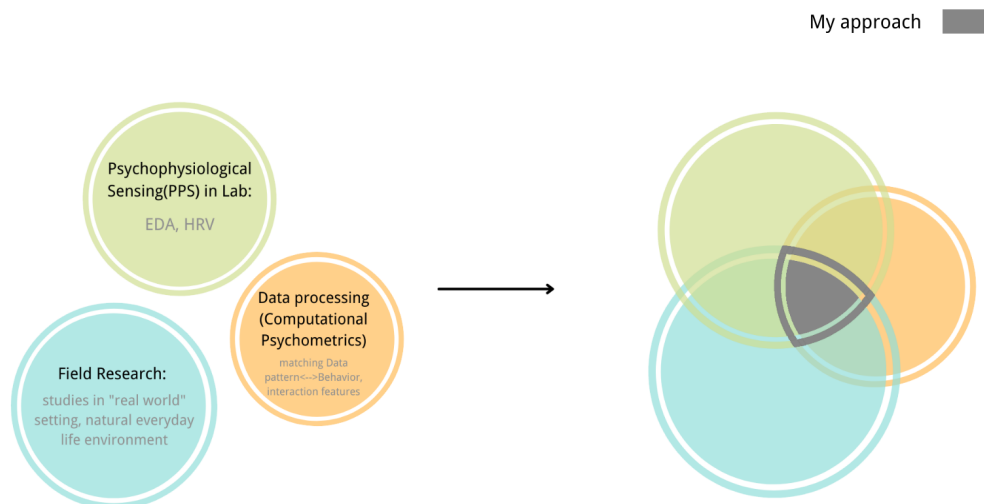 My approach
Psychophysiological
Sensing(PPS) in Lab:
EDA, HRV
Data processing
(Computational
Psychometrics)
matching Data
pattern<-->Behavior,
interaction features
Field Research:
studies in "real world"
setting, natural everyday
life environment